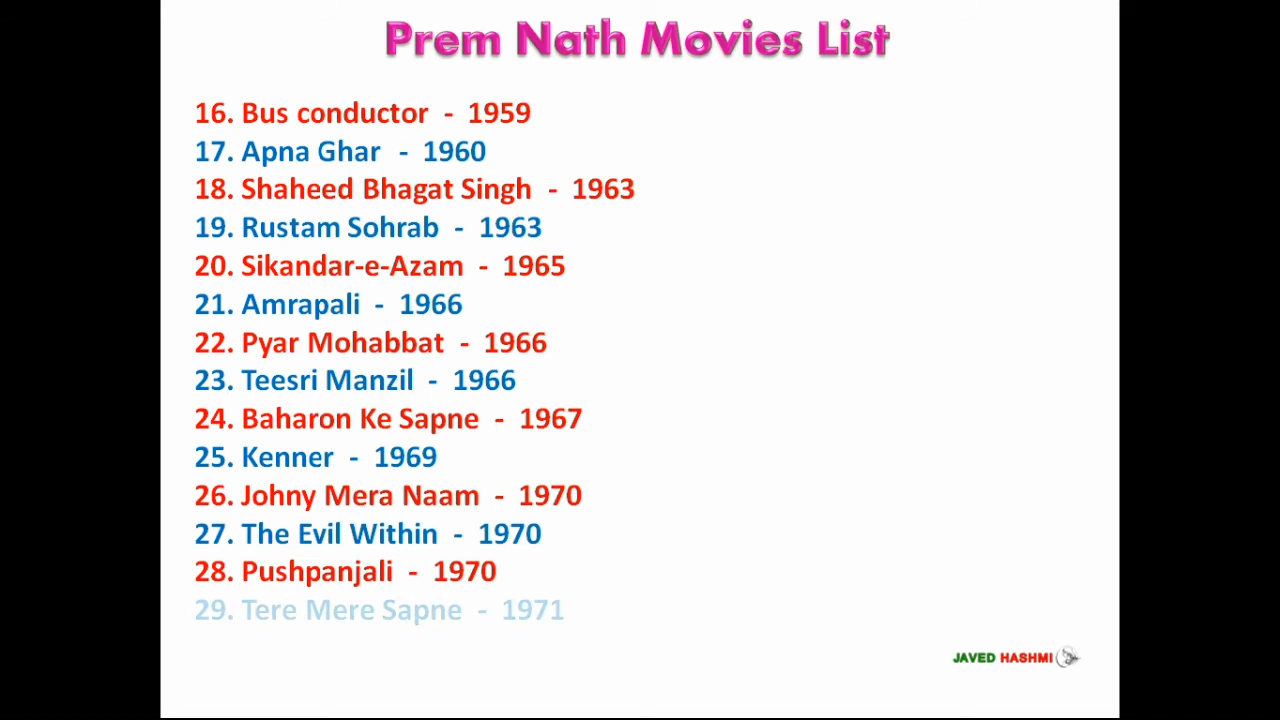 Prem Nath Movies List
16. Bus conductor - 1959
17. Apna Ghar - 1960
18. Shaheed Bhagat Singh - 1963
19. Rustam Sohrab - 1963
20. Sikandar-e-Azam - 1965
21. Amrapali - 1966
22. Pyar Mohabbat - 1966
23. Teesri Manzil - 1966
24. Baharon Ke Sapne - 1967
25. Kenner - 1969
26. Johny Mera Naam - 1970
27. The Evil Within - 1970
28. Pushpanjali - 1970
29. Tere Mere Sapne - 1971
JAVED HASHMI